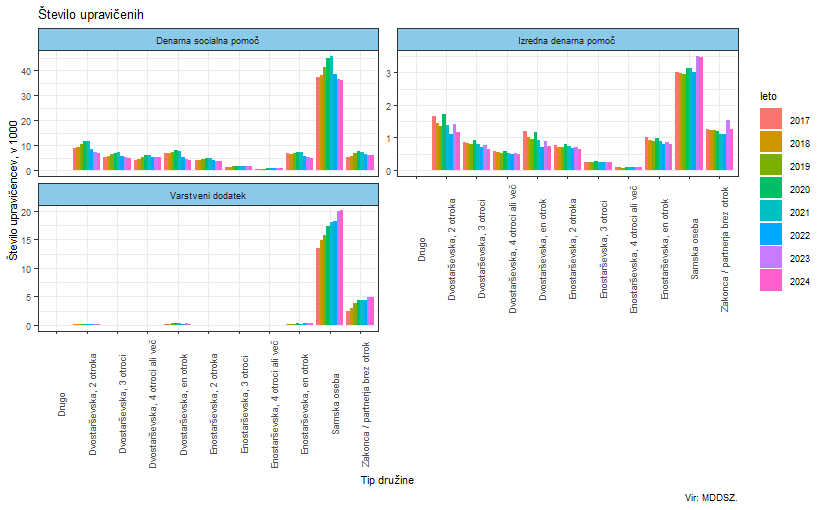 Število upravičenih
Denarna socialna pomoč
Izredna denarna pomoč
Varstveni dodatek
Število upravičencev, v 1000
0
10
20
30
40
0
1
2
3
0
5
10
15
20
Drugo
Dvostarševska, 2 otroka
Dvostarševska, 3 otroci
Dvostarševska, 4 otroci ali več
Dvostarševska, en otrok
Enostarševska, 2 otroka
Enostarševska, 3 otroci
Enostarševska, 4 otroci ali več
Enostarševska, en otrok
Samska oseba
Zakonca / partnerja brez otrok
Drugo
Dvostarševska, 2 otroka
Dvostarševska, 3 otroci
Dvostarševska, 4 otroci ali več
Dvostarševska, en otrok
Enostarševska, 2 otroka
Enostarševska, 3 otroci
Enostarševska, 4 otroci ali več
Enostarševska, en otrok
Samska oseba
Zakonca / partnerja brez otrok
Tip družine
leto
2017
2018
2019
2020
2021
2022
2023
2024
Vir: MDDSZ.